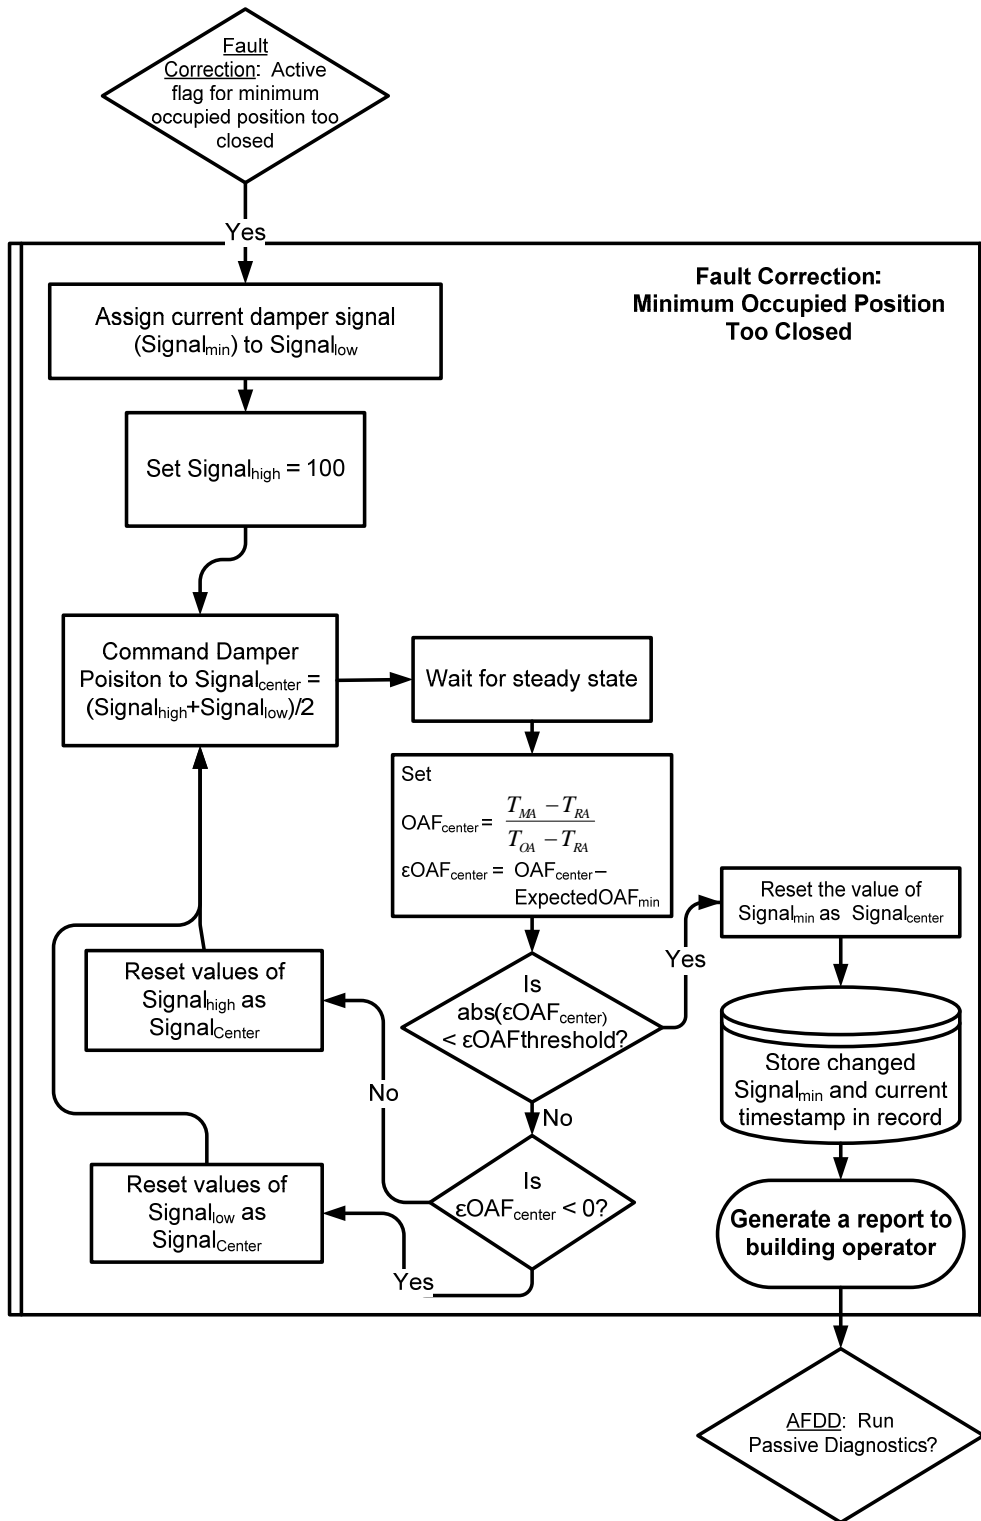 Fault
Correction: Active
flag for minimum
occupied position too
closed
Yes
Fault Correction:
Minimum Occupied Position
Too Closed
Assign current damper signal
(Signalmin) to Signallow
Set Signalhigh = 100
Command Damper
Poisiton to Signalcenter =
(Signalhigh+Signallow)/2
Wait for steady state
Set
OAFcenter = TMA − TRA
TOA − TRA
εOAFcenter = OAFcenter –
ExpectedOAFmin
Is
abs(εOAFcenter)
< εOAFthreshold?
Yes
Reset the value of
Signalmin as Signalcenter
Store changed
Signalmin and current
timestamp in record
Generate a report to
building operator
No
Is
εOAFcenter < 0?
No
Reset values of
Signalhigh as
SignalCenter
Yes
Reset values of
Signallow as
SignalCenter
AFDD: Run
Passive Diagnostics?